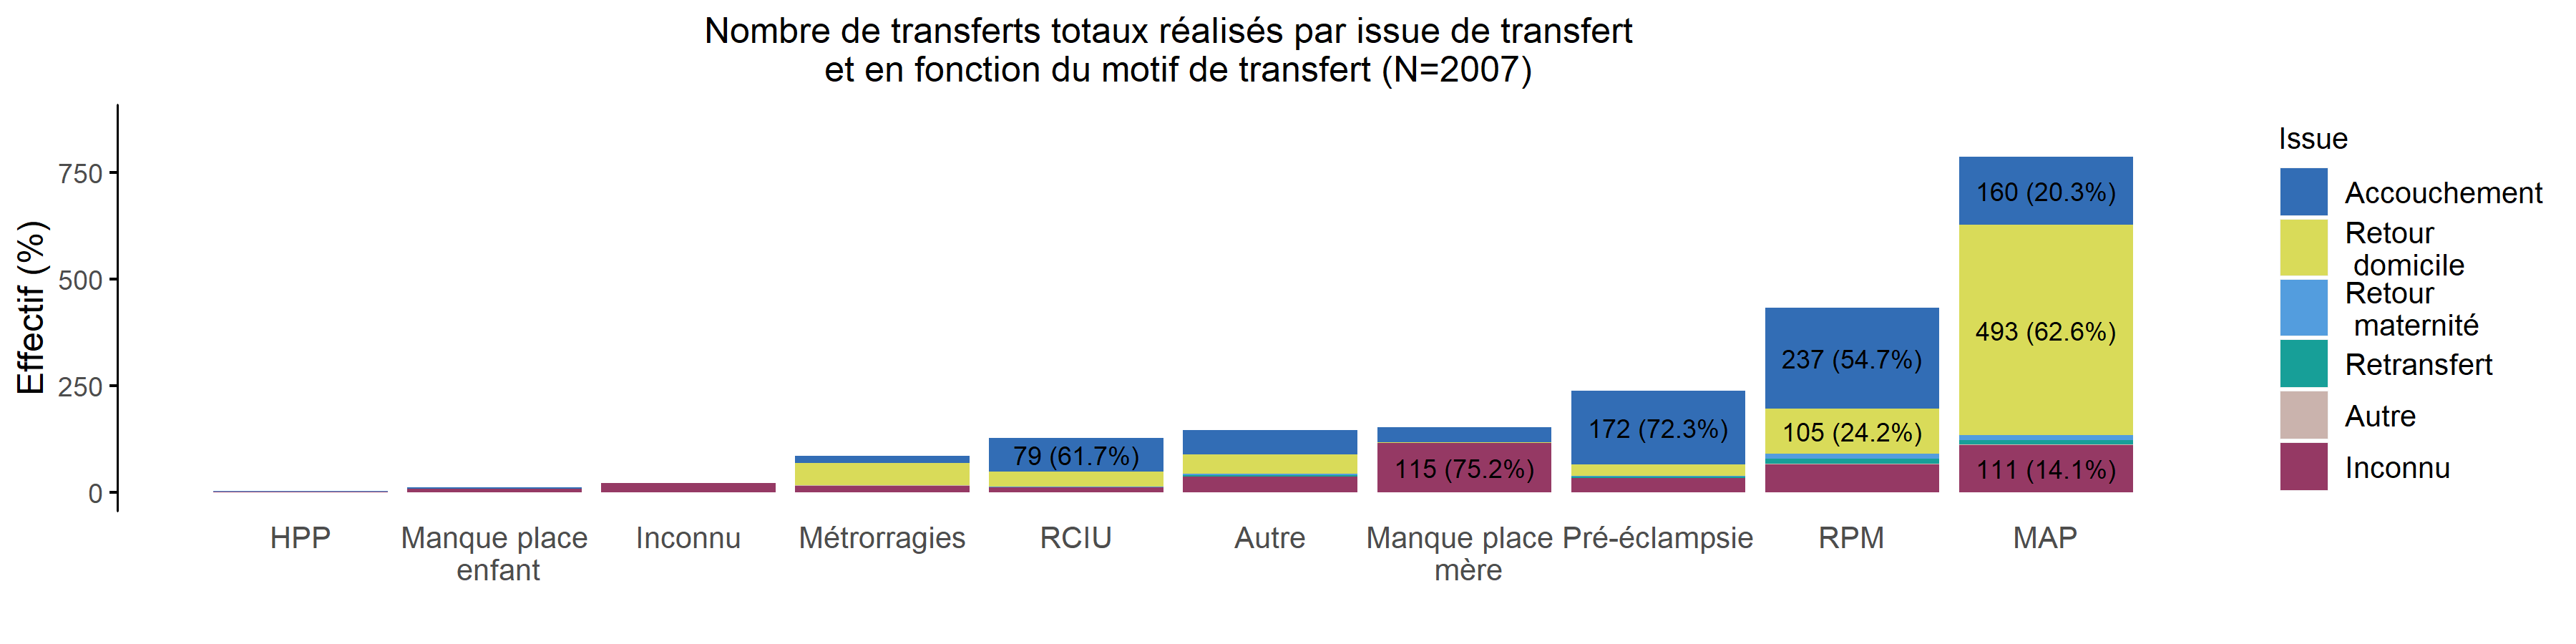 Nombre de transferts totaux réalisés par issue de transfert
et en fonction du motif de transfert (N=2007)
Effectif (%)
750
500
250
0
79 (61.7%)
115 (75.2%)
172 (72.3%)
237 (54.7%)
105 (24.2%)
160 (20.3%)
493 (62.6%)
111 (14.1%)
HPP
Manque place
enfant
Inconnu
Métrorragies
RCIU
Autre
Manque place
mère
Pré-éclampsie
RPM
MAP
Issue
Accouchement
Retour
domicile
Retour
maternité
Retransfert
Autre
Inconnu